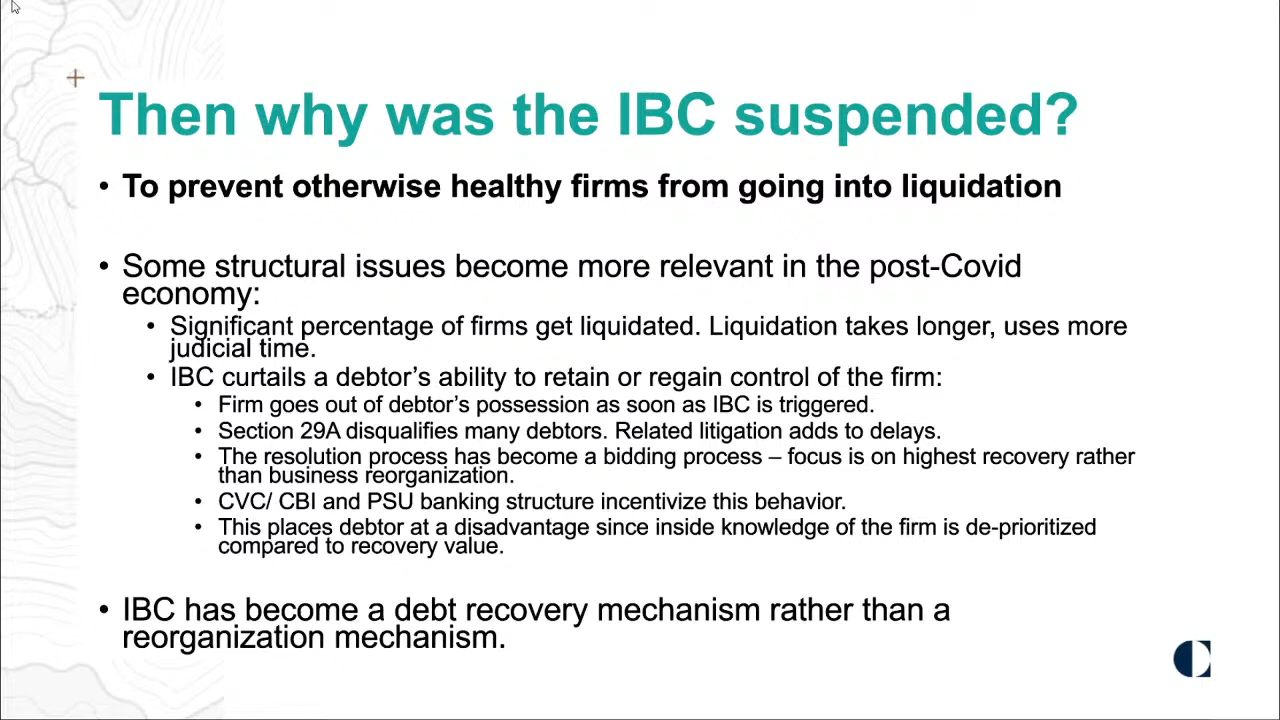 Then why was the IBC suspended?
• To prevent otherwise healthy firms from going into liquidation
• Some structural issues become more relevant in the post-Covid
economy:
• Significant percentage of firms get liquidated. Liquidation takes longer, uses more
judicial time.
• IBC curtails a debtor's ability to retain or regain control of the firm:
• Firm goes out of debtor's possession as soon as IBC is triggered.
• Section 29A disqualifies many debtors. Related litigation adds to delays.
• The resolution process has become a bidding process – focus is on highest recovery rather
than business reorganization.
• CVC/ CBI and PSU banking structure incentivize this behavior.
• This places debtor at a disadvantage since inside knowledge of the firm is de-prioritized
compared to recovery value.
• IBC has become a debt recovery mechanism rather than a
reorganization mechanism.